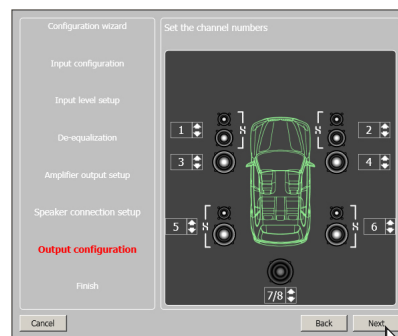 Configuration wizard
Set the channel numbers
Input configuration
Input level setup
De-equalization
Amplifier output setup
Speaker connection setup
Output configuration
Finish
1
2
3
4
5
6
7/8
Cancel
Back
Next